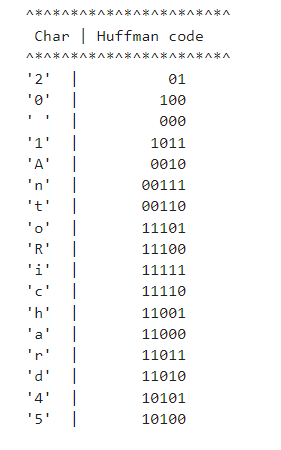 ^*^*^*^*^*^*^*^*^*^*^*^*^
Char | Huffman code
^*^*^*^*^*^*^*^*^*^*^*^*^
'2' | 01
'0' | 100
' ' | 000
'1' | 1011
'A' | 0010
'n' | 00111
't' | 00110
'o' | 11101
'R' | 11100
'i' | 11111
'c' | 11110
'h' | 11001
'a' | 11000
'r' | 11011
'd' | 11010
'4' | 10101
'5' | 10100